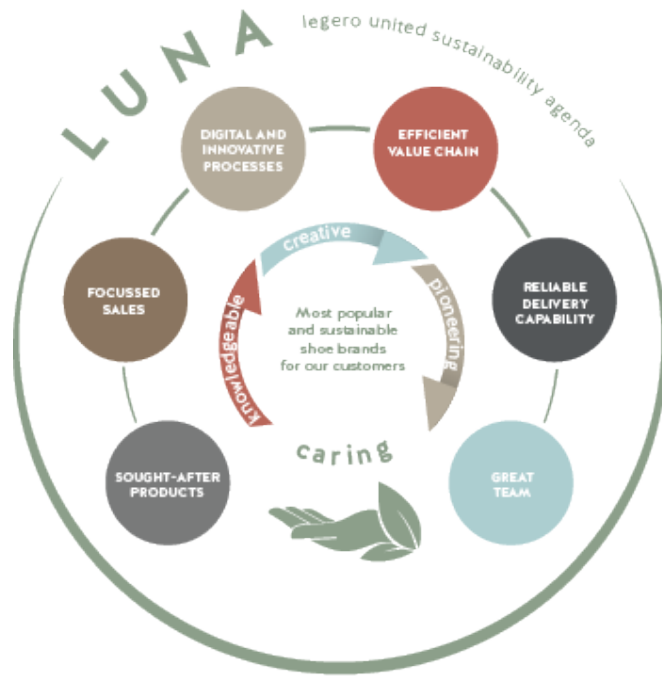 LUNA
legero united sustainability agenda
DIGITAL AND
INNOVATIVE
PROCESSES
EFFICIENT
VALUE CHAIN
FOCUSSED
SALES
RELIABLE
DELIVERY
CAPABILITY
SOUGHT-AFTER
PRODUCTS
GREAT
TEAM
knowledgeable
creative
pioneering
Most popular
and sustainable
shoe brands
for our customers
caring